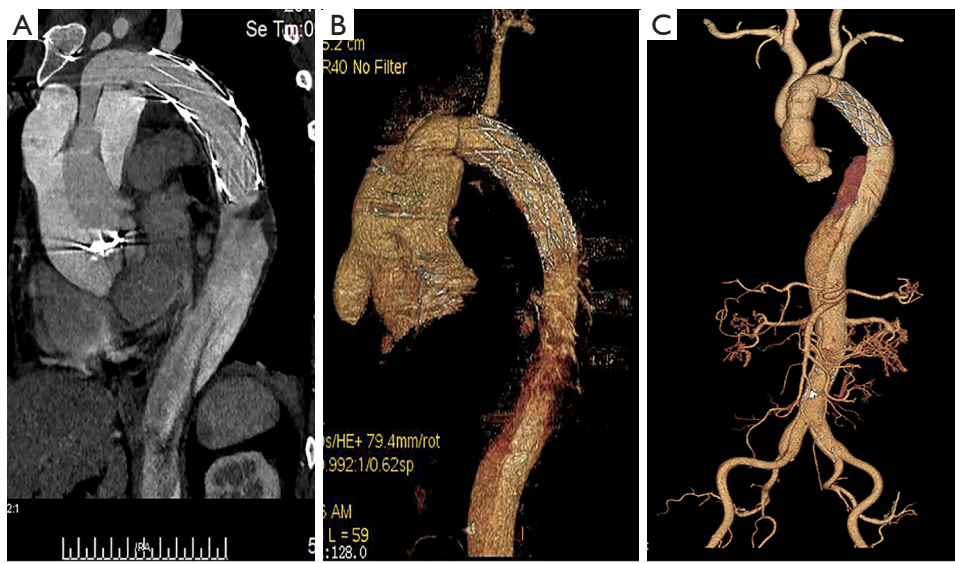 A
Se Tm:0
2:1
B
5.2 cm
R40 No Filter
s/HE+ 79.4mm/rot
.992:1/0.62sp
AM
L = 59
:128.0
C